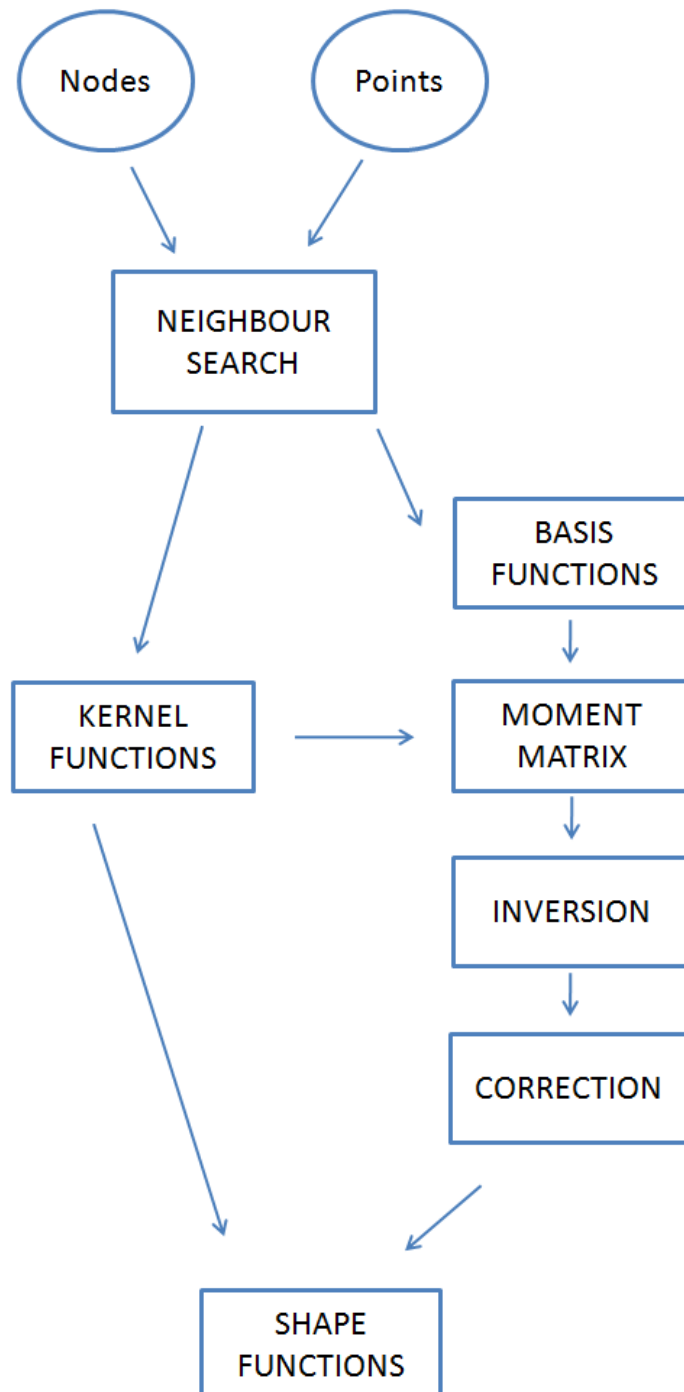 Nodes
Points
NEIGHBOUR
SEARCH
BASIS
FUNCTIONS
KERNEL
FUNCTIONS
MOMENT
MATRIX
INVERSION
CORRECTION
SHAPE
FUNCTIONS